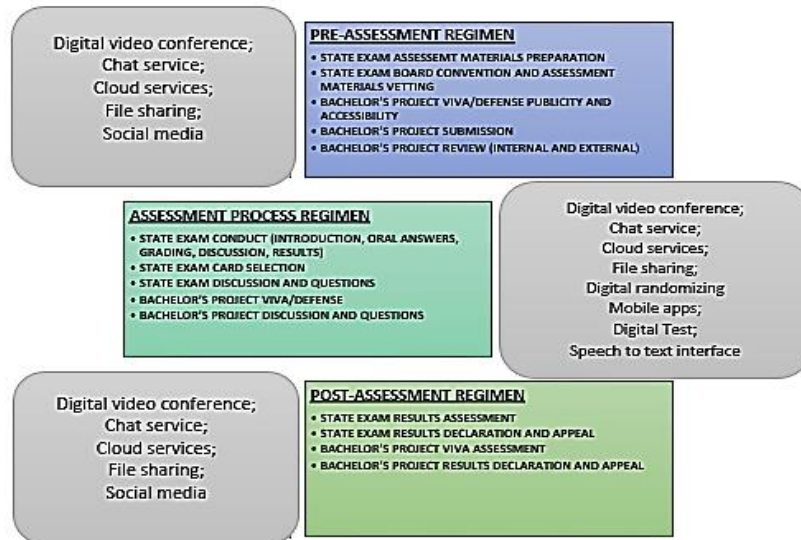 Digital video conference;
Chat service;
Cloud services;
File sharing;
Social media
PRE-ASSESSMENT REGIMEN
• STATE EXAM ASSESSEMT MATERIALS PREPARATION
• STATE EXAM BOARD CONVENTION AND ASSESSMENT
MATERIALS VETTING
• BACHELOR'S PROJECT VIVA/DEFENSE PUBLICITY AND
ACCESSIBILITY
• BACHELOR'S PROJECT SUBMISSION
• BACHELOR'S PROJECT REVIEW (INTERNAL AND EXTERNAL)
ASSESSMENT PROCESS REGIMEN
• STATE EXAM CONDUCT (INTRODUCTION, ORAL ANSWERS,
GRADING, DISCUSSION, RESULTS)
• STATE EXAM CARD SELECTION
• STATE EXAM DISCUSSION AND QUESTIONS
• BACHELOR'S PROJECT VIVA/DEFENSE
• BACHELOR'S PROJECT DISCUSSION AND QUESTIONS
Digital video conference;
Chat service;
Cloud services;
File sharing;
Digital randomizing
Mobile apps;
Digital Test;
Speech to text interface
Digital video conference;
Chat service;
Cloud services;
File sharing;
Social media
POST-ASSESSMENT REGIMEN
• STATE EXAM RESULTS ASSESSMENT
• STATE EXAM RESULTS DECLARATION AND APPEAL
• BACHELOR'S PROJECT VIVA ASSESSMENT
• BACHELOR'S PROJECT RESULTS DECLARATION AND APPEAL